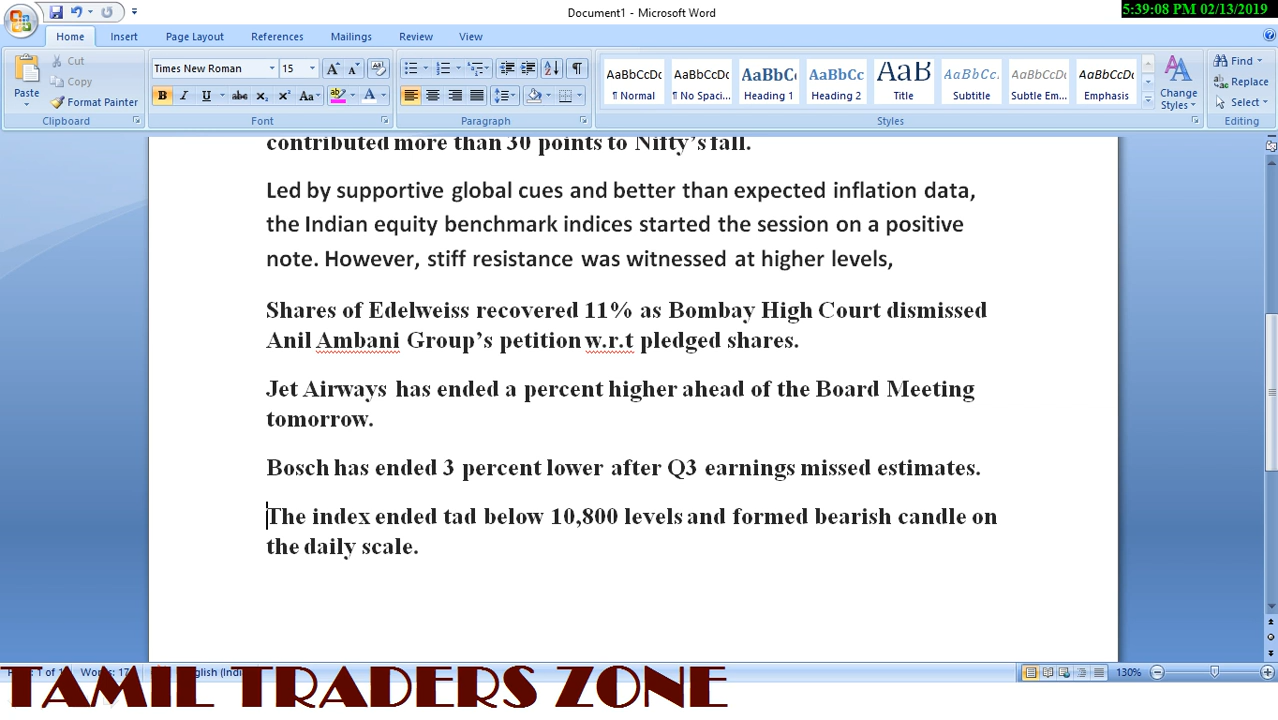 Document1 - Microsoft Word
5:39:08 PM 02/13/2019
Home Insert Page Layout References Mailings Review View
Paste
Cut
Copy
Format Painter
Clipboard
Times New Roman 15
Font
Paragraph
AaBbCcDc AaBbCcDc AaBbC AaBbCc AaB AaBbCc. AaBbCcDc AaBbCcDc
¶ Normal ¶ No Spaci... Heading 1 Heading 2 Title Subtitle Subtle Em... Emphasis
Styles
Change Styles
Find
Replace
Select
Editing
contributed more than 30 points to Nifty's fall.
Led by supportive global cues and better than expected inflation data,
the Indian equity benchmark indices started the session on a positive
note. However, stiff resistance was witnessed at higher levels,
Shares of Edelweiss recovered 11% as Bombay High Court dismissed
Anil Ambani Group's petition w.r.t pledged shares.
Jet Airways has ended a percent higher ahead of the Board Meeting
tomorrow.
Bosch has ended 3 percent lower after Q3 earnings missed estimates.
The index ended tad below 10,800 levels and formed bearish candle on
the daily scale.
130%
TAMIL TRADERS ZONE